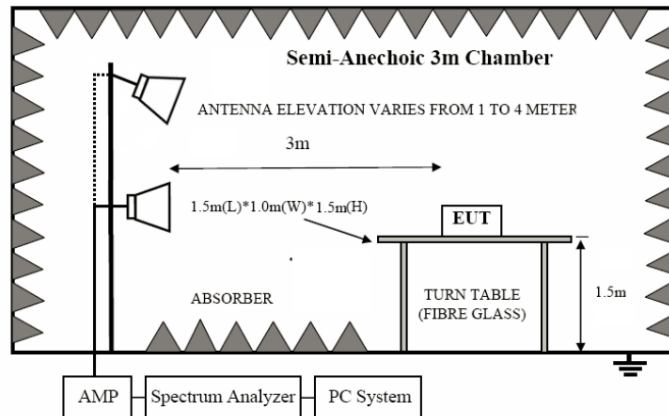 Semi-Anechoic 3m Chamber
ANTENNA ELEVATION VARIES FROM 1 TO 4 METER
3m
1.5m(L)*1.0m(W)*1.5m(H)
EUT
ABSORBER
TURN TABLE
(FIBRE GLASS)
1.5m
AMP
Spectrum Analyzer
PC System